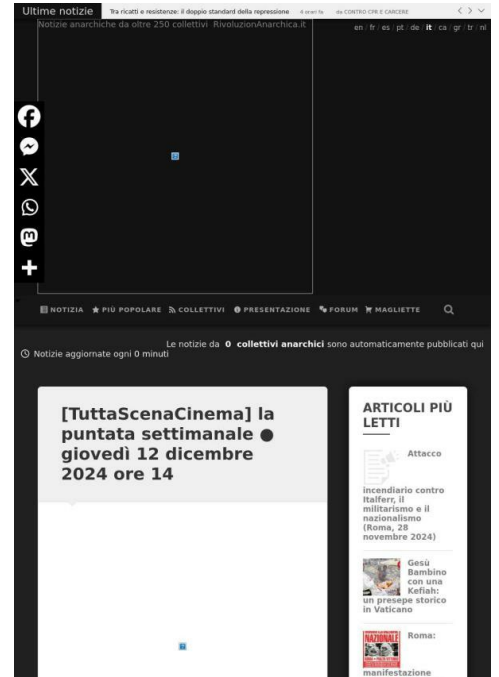 Ultime notizie
Tra ricatti e resistenze: il doppio standard della repressione
4 orari fa
da CONTRO CPR E CARCERE
Notizie anarchiche da oltre 250 collettivi RivoluzionAnarchica.it
en / fr / es / pt / de / it / ca / gr / tr / nl
NOTIZIA
PIÙ POPOLARE
COLLETTIVI
PRESENTAZIONE
FORUM
MAGLIETTE
Le notizie da 0 collettivi anarchici sono automaticamente pubblicati qui
Notizie aggiornate ogni 0 minuti
[TuttaScenaCinema] la
puntata settimanale ●
giovedì 12 dicembre
2024 ore 14
ARTICOLI PIÙ
LETTI
Attacco
incendiario contro
Italferr, il
militarismo e il
nazionalismo
(Roma, 28
novembre 2024)
Gesù
Bambino
con una
Kefiah:
un presepe storico
in Vaticano
NAZIONALE
Roma:
manifestazione